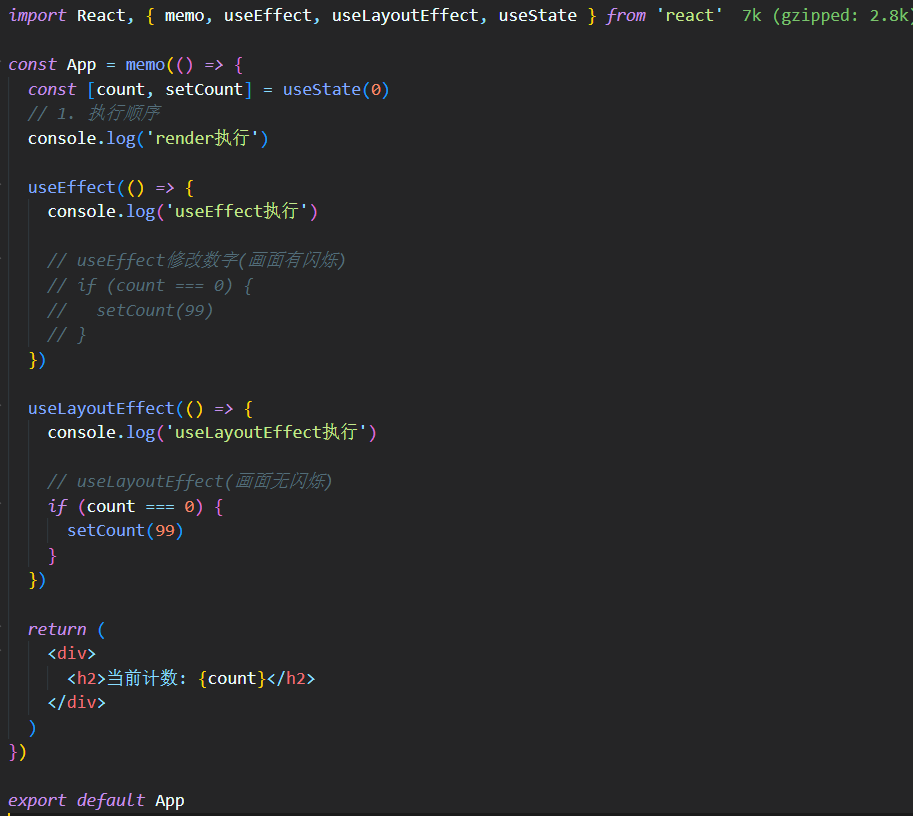 import React, { memo, useEffect, useLayoutEffect, useState } from 'react'  7k (gzipped: 2.8k)
const App = memo(() => {
const [count, setCount] = useState(0)
// 1. 执行顺序
console.log('render执行')
useEffect(() => {
console.log('useEffect执行')
// useEffect修改数字(画面有闪烁)
// if (count === 0) {
//   setCount(99)
// }
})
useLayoutEffect(() => {
console.log('useLayoutEffect执行')
// useLayoutEffect(画面无闪烁)
if (count === 0) {
setCount(99)
}
})
return (
<div>
<h2>当前计数: {count}</h2>
</div>
)
})
export default App